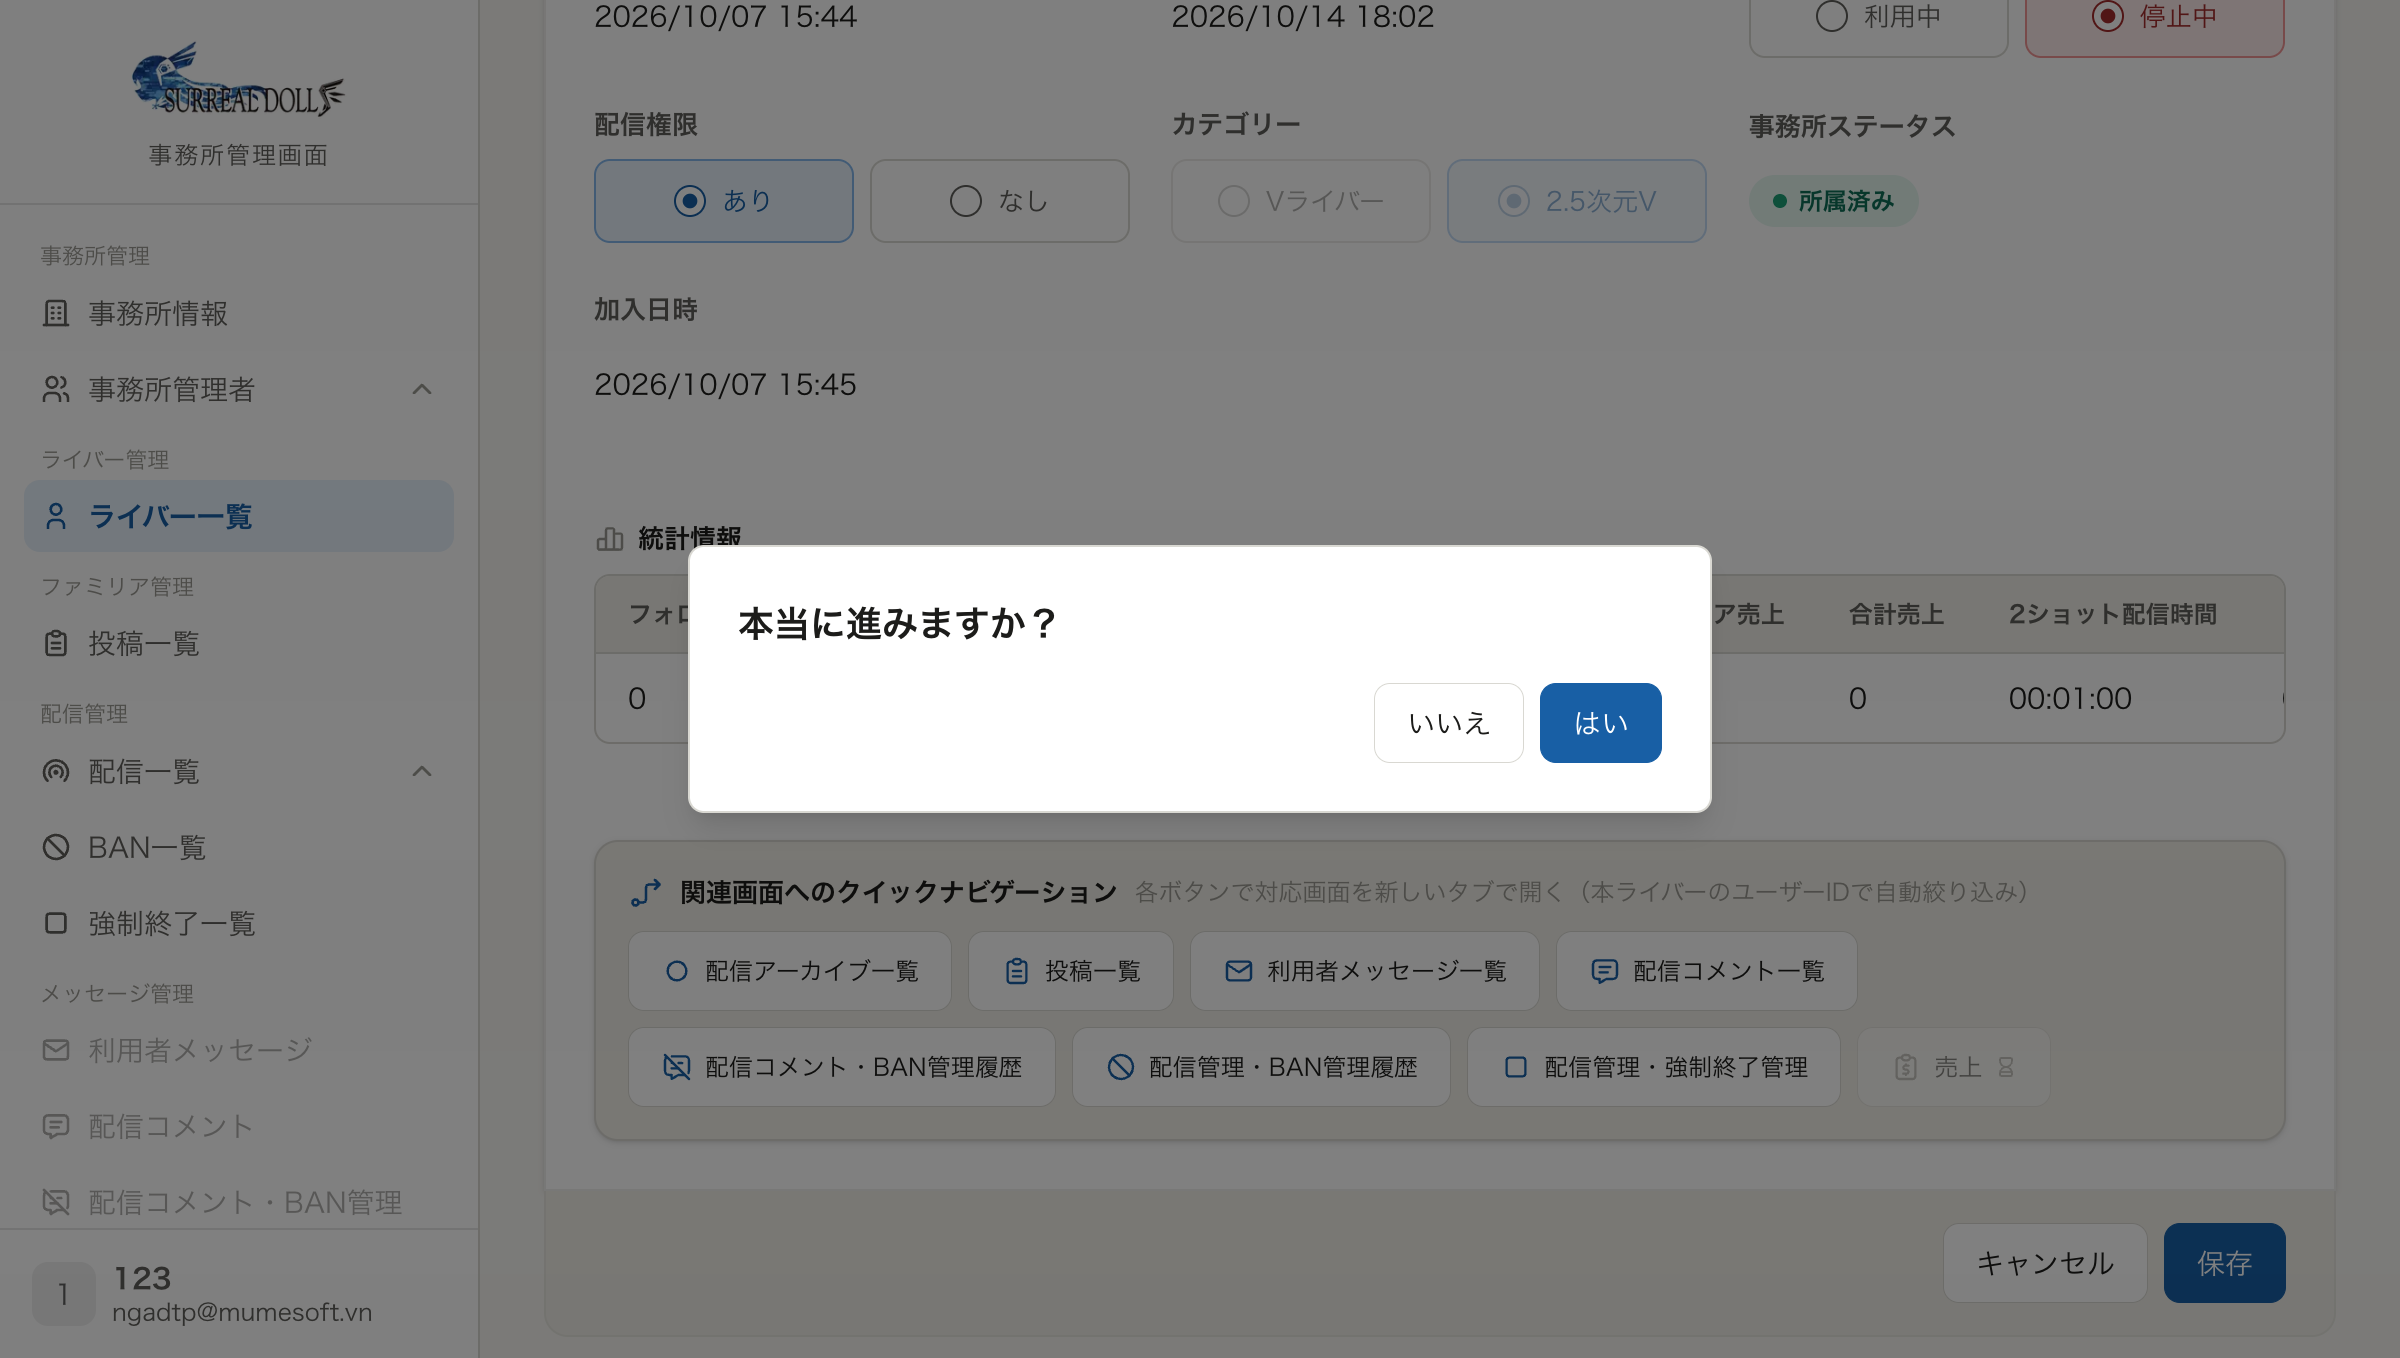 SURREAL DOLL
事務所管理画面
事務所管理
事務所情報
事務所管理者
ライバー管理
ライバー一覧
ファミリア管理
投稿一覧
配信管理
配信一覧
BAN一覧
強制終了一覧
メッセージ管理
利用者メッセージ
配信コメント
配信コメント・BAN管理
1
123
ngadtp@mumesoft.vn
2026/10/07 15:44
2026/10/14 18:02
利用中
停止中
配信権限
カテゴリー
事務所ステータス
あり
なし
Vライバー
2.5次元V
所属済み
加入日時
2026/10/07 15:45
統計情報
フォロ
ア売上
合計売上
2ショット配信時間
0
0
00:01:00
本当に進みますか？
いいえ
はい
関連画面へのクイックナビゲーション 各ボタンで対応画面を新しいタブで開く（本ライバーのユーザーIDで自動絞り込み）
配信アーカイブ一覧
投稿一覧
利用者メッセージ一覧
配信コメント一覧
配信コメント・BAN管理履歴
配信管理・BAN管理履歴
配信管理・強制終了管理
売上
キャンセル
保存